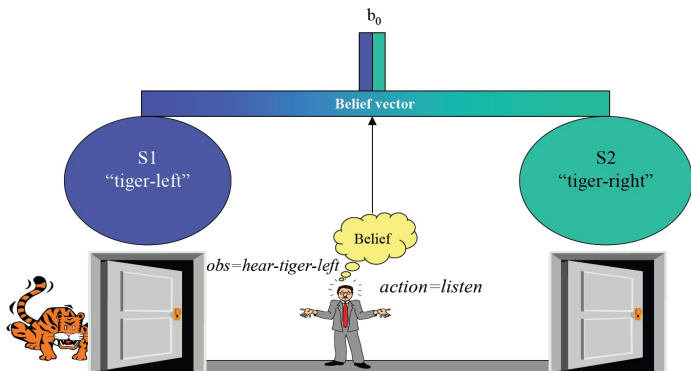 b0
Belief vector
S1
“tiger-left”
S2
“tiger-right”
Belief
obs=hear-tiger-left
action=listen